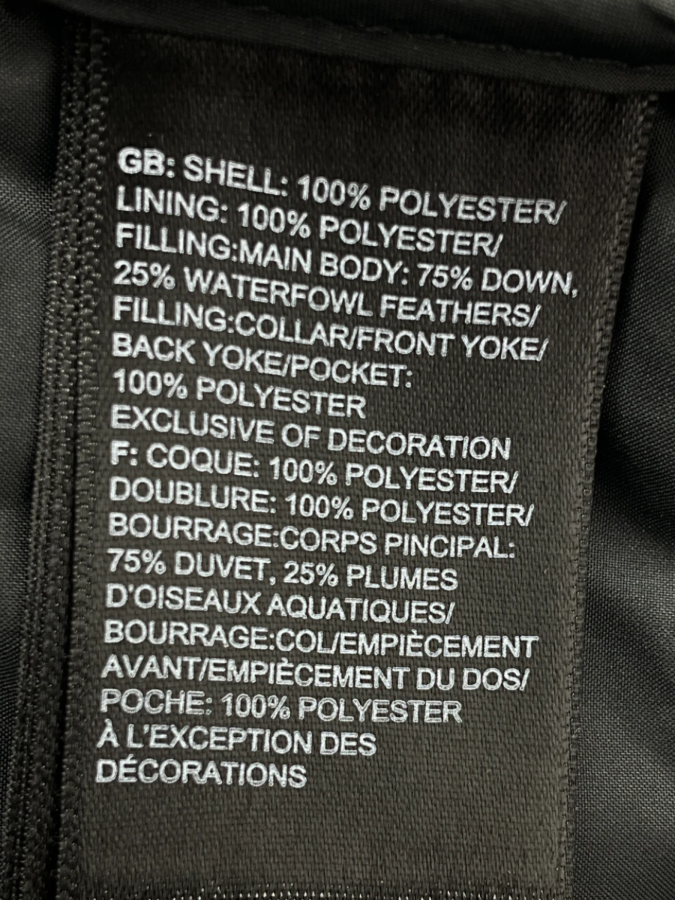 GB: SHELL: 100% POLYESTER/
LINING: 100% POLYESTER/
FILLING:MAIN BODY: 75% DOWN,
25% WATERFOWL FEATHERS/
FILLING:COLLAR/FRONT YOKE/
BACK YOKE/POCKET:
100% POLYESTER
EXCLUSIVE OF DECORATION
F: COQUE: 100% POLYESTER/
DOUBLURE: 100% POLYESTER/
BOURRAGE:CORPS PINCIPAL:
75% DUVET, 25% PLUMES
D'OISEAUX AQUATIQUES/
BOURRAGE:COL/EMPIÈCEMENT
AVANT/EMPIÈCEMENT DU DOS/
POCHE: 100% POLYESTER
À L'EXCEPTION DES
DÉCORATIONS